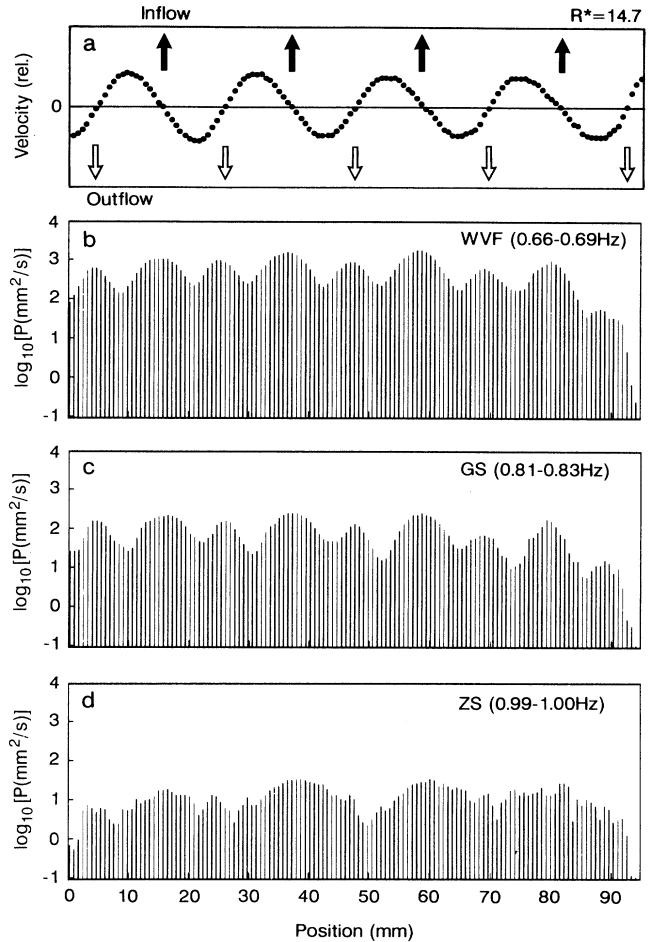 Inflow
R*=14.7
a
Velocity (rel.)
0
Outflow
b
WVF (0.66-0.69Hz)
log10[P(mm2/s)]
4
3
2
1
0
-1
c
GS (0.81-0.83Hz)
log10[P(mm2/s)]
4
3
2
1
0
-1
d
ZS (0.99-1.00Hz)
log10[P(mm2/s)]
4
3
2
1
0
-1
0 10 20 30 40 50 60 70 80 90
Position (mm)